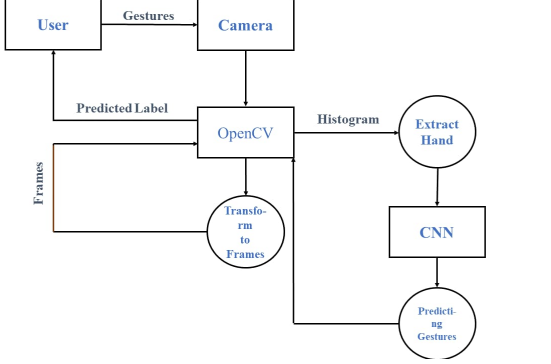 Gestures
User
Camera
Predicted Label
OpenCV
Histogram
Extract
Hand
Frames
Transfo-
rm
to
Frames
CNN
Predicti-
ng
Gestures